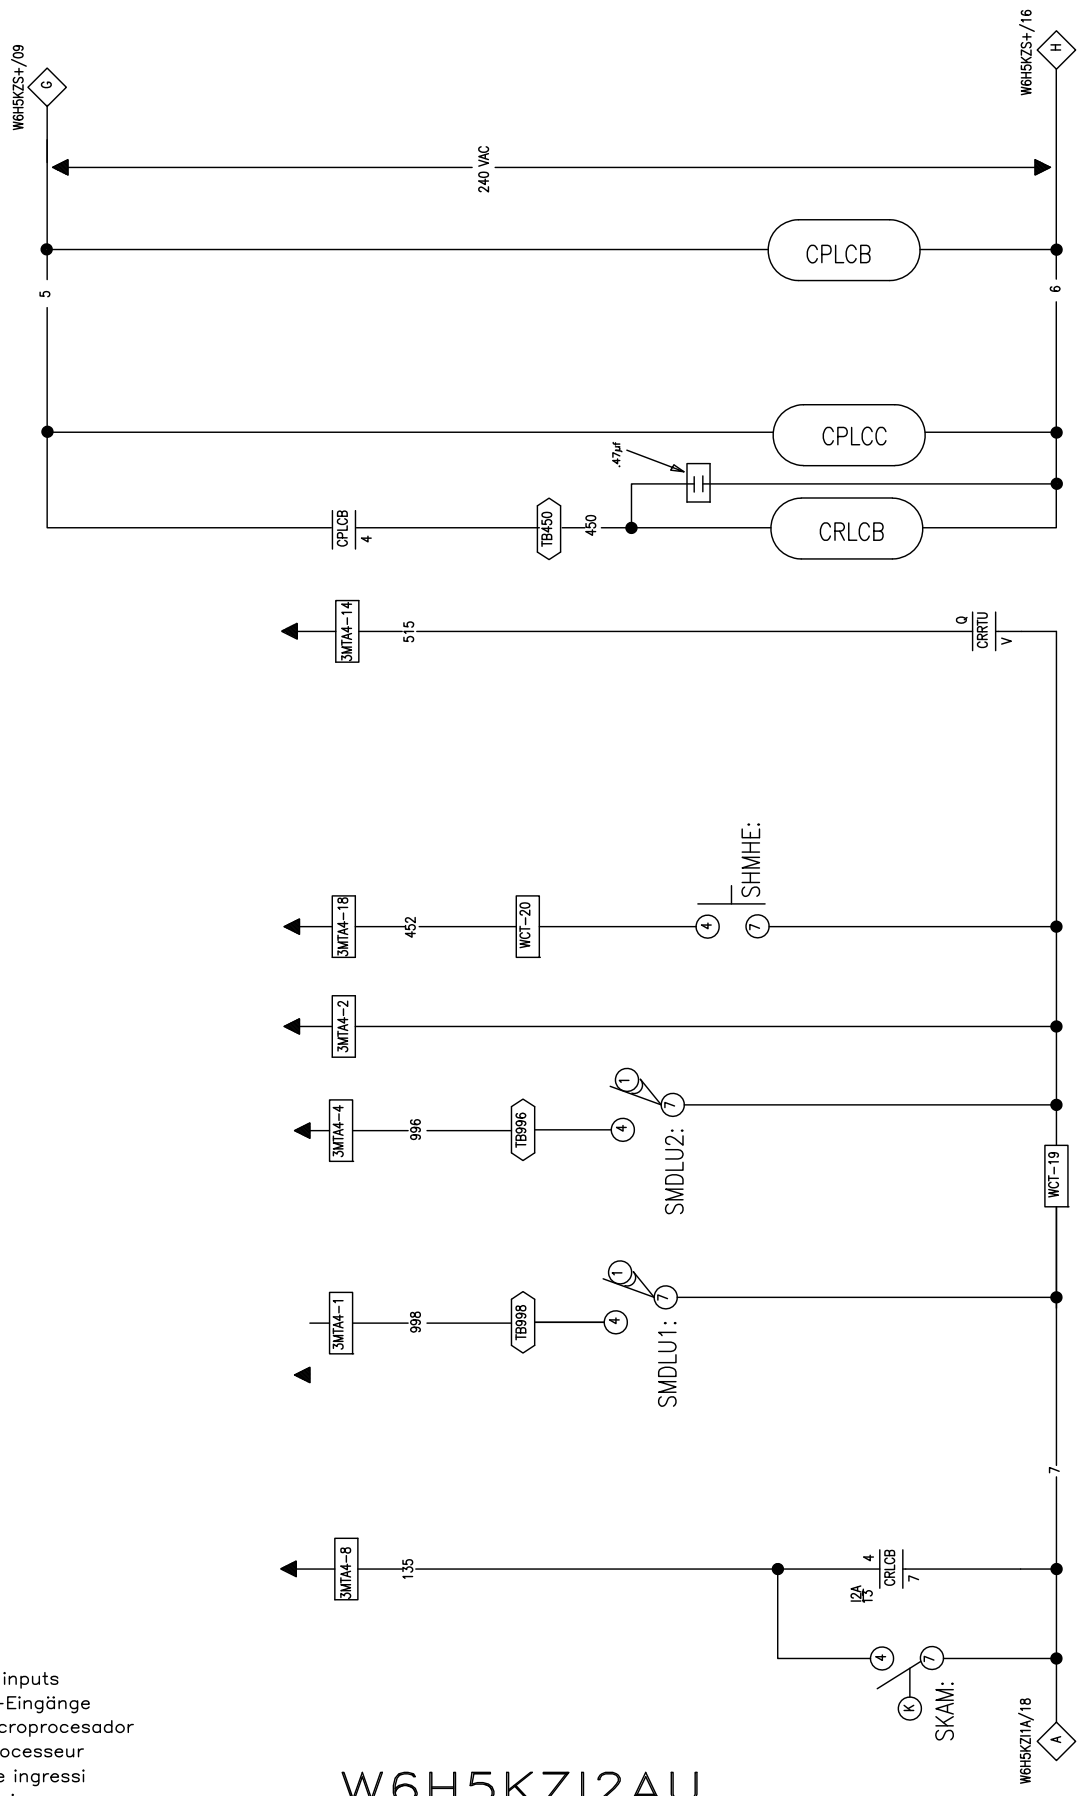 W6H5KZS+/09
G
W6H5KZS+/16
H
240 VAC
5
CPLCB
6
CPLCC
.47µf
CPLCB
4
TB450
450
CRLCB
3MTA4-14
515
Q
CRRTU
V
3MTA4-18
452
WCT-20
4
7
SHMHE:
3MTA4-2
3MTA4-4
996
TB996
4
1
7
SMDLU2:
WCT-19
3MTA4-1
998
TB998
4
1
7
SMDLU1:
7
3MTA4-8
135
I2A
13
4
CRLCB
7
4
7
K
SKAM:
W6H5KZI1A/18
A
inputs
-Eingänge
croprocesador
ocesseur
e ingressi
W6H5KZI2AU